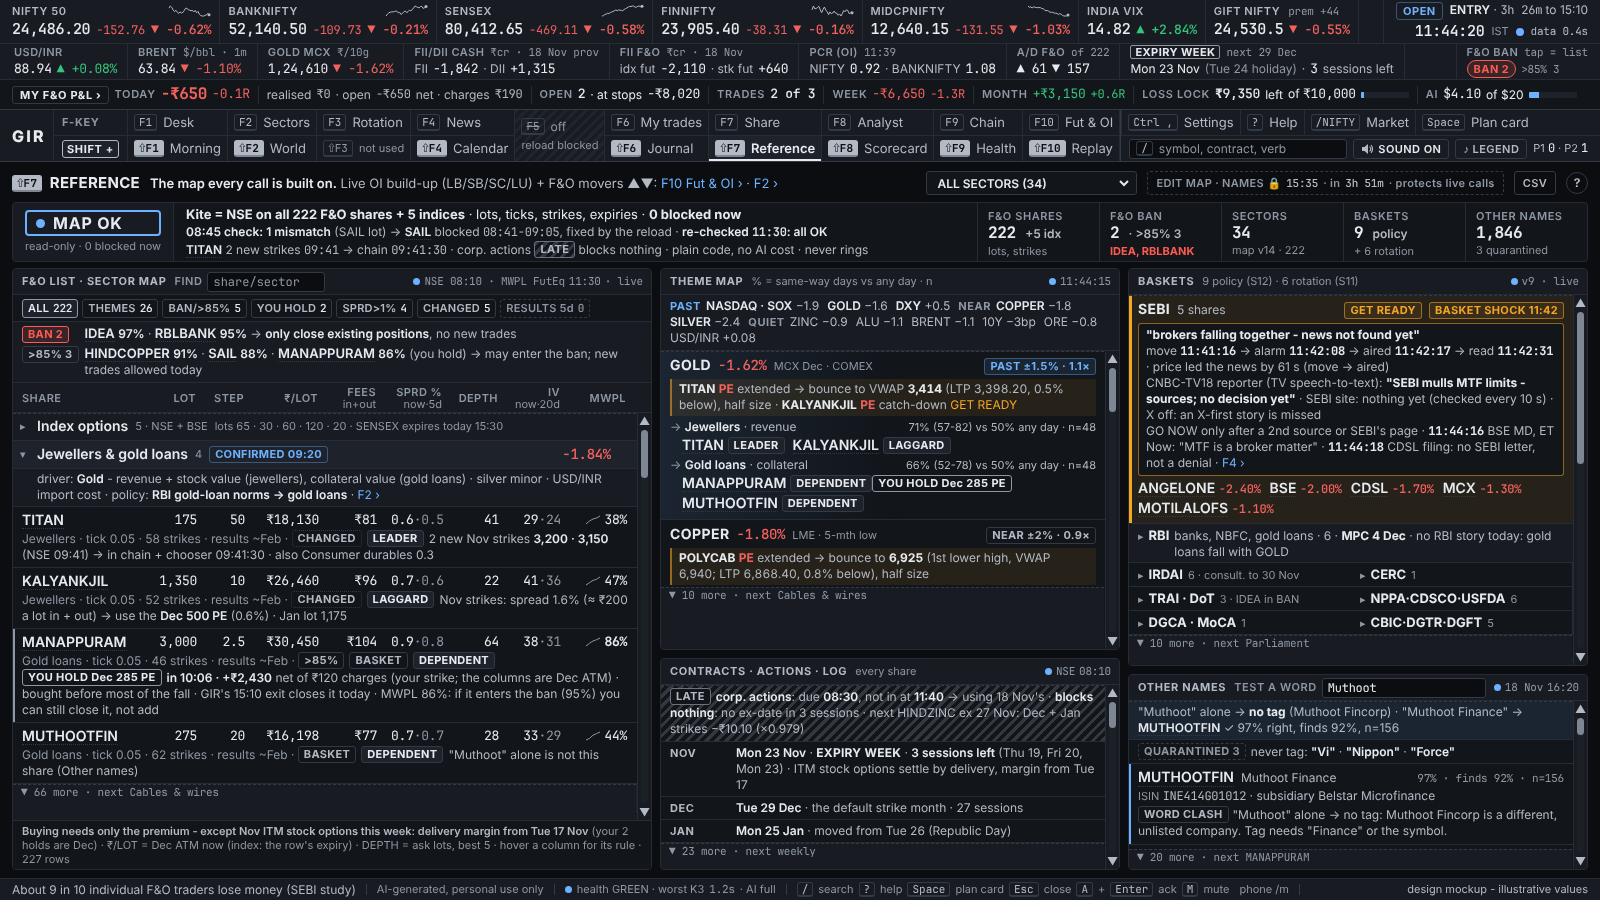 NIFTY 50
24,486.20 -152.76 ▼ -0.62%
BANKNIFTY
52,140.50 -109.73 ▼ -0.21%
SENSEX
80,412.65 -469.11 ▼ -0.58%
FINNIFTY
23,905.40 -38.31 ▼ -0.16%
MIDCPNIFTY
12,640.15 -131.55 ▼ -1.03%
INDIA VIX
14.82 ▲ +2.84%
GIFT NIFTY prem +44
24,530.5 ▼ -0.55%
OPEN ENTRY · 3h 26m to 15:10
11:44:20 IST ● data 0.4s
USD/INR
88.94 ▲ +0.08%
BRENT $/bbl · 1m
63.84 ▼ -1.10%
GOLD MCX ₹/10g
1,24,610 ▼ -1.62%
FII/DII CASH ₹cr · 18 Nov prov
FII -1,842 · DII +1,315
FII F&O ₹cr · 18 Nov
idx fut -2,110 · stk fut +640
PCR (OI) 11:39
NIFTY 0.92 · BANKNIFTY 1.08
A/D F&O of 222
▲ 61 ▼ 157
EXPIRY WEEK next 29 Dec
Mon 23 Nov (Tue 24 holiday) · 3 sessions left
F&O BAN tap = list
BAN 2 >85% 3
MY F&O P&L › TODAY -₹650 -0.1R realised ₹0 · open -₹650 net · charges ₹190 OPEN 2 · at stops -₹8,020 TRADES 2 of 3 WEEK -₹6,650 -1.3R MONTH +₹3,150 +0.6R LOSS LOCK ₹9,350 left of ₹10,000 AI $4.10 of $20
GIR
F-KEY F1 Desk F2 Sectors F3 Rotation F4 News F5 off F6 My trades F7 Share F8 Analyst F9 Chain F10 Fut & OI Ctrl , Settings ? Help /NIFTY Market Space Plan card
SHIFT + ⇧F1 Morning ⇧F2 World ⇧F3 not used ⇧F4 Calendar reload blocked ⇧F6 Journal ⇧F7 Reference ⇧F8 Scorecard ⇧F9 Health ⇧F10 Replay / symbol, contract, verb SOUND ON ♪ LEGEND P1 0 · P2 1
⇧F7 REFERENCE The map every call is built on. Live OI build-up (LB/SB/SC/LU) + F&O movers ▲▼: F10 Fut & OI › · F2 ›
ALL SECTORS (34) EDIT MAP · NAMES 🔒 15:35 · in 3h 51m · protects live calls CSV ?
● MAP OK
read-only · 0 blocked now
Kite = NSE on all 222 F&O shares + 5 indices · lots, ticks, strikes, expiries · 0 blocked now
08:45 check: 1 mismatch (SAIL lot) → SAIL blocked 08:41-09:05, fixed by the reload · re-checked 11:30: all OK
TITAN 2 new strikes 09:41 → chain 09:41:30 · corp. actions LATE blocks nothing · plain code, no AI cost · never rings
F&O SHARES
222 +5 idx
lots, strikes
F&O BAN
2 · >85% 3
IDEA, RBLBANK
SECTORS
34
map v14 · 222
BASKETS
9 policy
+ 6 rotation
OTHER NAMES
1,846
3 quarantined
F&O LIST · SECTOR MAP FIND share/sector ● NSE 08:10 · MWPL FutEq 11:30 · live
ALL 222 THEMES 26 BAN/>85% 5 YOU HOLD 2 SPRD>1% 4 CHANGED 5 RESULTS 5d 0
BAN 2 IDEA 97% · RBLBANK 95% → only close existing positions, no new trades
>85% 3 HINDCOPPER 91% · SAIL 88% · MANAPPURAM 86% (you hold) → may enter the ban; new
trades allowed today
SHARE LOT STEP ₹/LOT FEES in+out SPRD % now·5d DEPTH IV now·20d MWPL
▸ Index options 5 · NSE + BSE lots 65 · 30 · 60 · 120 · 20 · SENSEX expires today 15:30
▾ Jewellers & gold loans 4 CONFIRMED 09:20 -1.84%
driver: Gold - revenue + stock value (jewellers), collateral value (gold loans) · silver minor · USD/INR
import cost · policy: RBI gold-loan norms → gold loans · F2 ›
TITAN 175 50 ₹18,130 ₹81 0.6·0.5 41 29·24 38%
Jewellers · tick 0.05 · 58 strikes · results ~Feb · CHANGED LEADER 2 new Nov strikes 3,200 · 3,150
(NSE 09:41) → in chain + chooser 09:41:30 · also Consumer durables 0.3
KALYANKJIL 1,350 10 ₹26,460 ₹96 0.7·0.6 22 41·36 47%
Jewellers · tick 0.05 · 52 strikes · results ~Feb · CHANGED LAGGARD Nov strikes: spread 1.6% (≈ ₹200
a lot in + out) → use the Dec 500 PE (0.6%) · Jan lot 1,175
MANAPPURAM 3,000 2.5 ₹30,450 ₹104 0.9·0.8 64 38·31 86%
Gold loans · tick 0.05 · 46 strikes · results ~Feb · >85% BASKET DEPENDENT
YOU HOLD Dec 285 PE in 10:06 · +₹2,430 net of ₹120 charges (your strike; the columns are Dec ATM) ·
bought before most of the fall · GIR's 15:10 exit closes it today · MWPL 86%: if it enters the ban (95%) you
can still close it, not add
MUTHOOTFIN 275 20 ₹16,198 ₹77 0.7·0.7 28 33·29 44%
Gold loans · tick 0.05 · 62 strikes · results ~Feb · BASKET DEPENDENT "Muthoot" alone is not this
share (Other names)
▼ 66 more · next Cables & wires
Buying needs only the premium - except Nov ITM stock options this week: delivery margin from Tue 17 Nov (your 2
holds are Dec) · ₹/LOT = Dec ATM now (index: the row's expiry) · DEPTH = ask lots, best 5 · hover a column for its rule ·
227 rows
THEME MAP % = same-way days vs any day · n ● 11:44:15
PAST NASDAQ · SOX −1.9 GOLD −1.6 DXY +0.5 NEAR COPPER −1.8
SILVER −2.4 QUIET ZINC −0.9 ALU −1.1 BRENT −1.1 10Y −3bp ORE −0.8
USD/INR +0.08
GOLD -1.62% MCX Dec · COMEX PAST ±1.5% · 1.1×
TITAN PE extended → bounce to VWAP 3,414 (LTP 3,398.20, 0.5%
below), half size · KALYANKJIL PE catch-down GET READY
→ Jewellers · revenue 71% (57-82) vs 50% any day · n=48
TITAN LEADER KALYANKJIL LAGGARD
→ Gold loans · collateral 66% (52-78) vs 50% any day · n=48
MANAPPURAM DEPENDENT YOU HOLD Dec 285 PE
MUTHOOTFIN DEPENDENT
COPPER -1.80% LME · 5-mth low NEAR ±2% · 0.9×
POLYCAB PE extended → bounce to 6,925 (1st lower high, VWAP
6,940; LTP 6,868.40, 0.8% below), half size
▼ 10 more · next Cables & wires
CONTRACTS · ACTIONS · LOG every share ● NSE 08:10
LATE corp. actions: due 08:30, not in at 11:40 → using 18 Nov's · blocks
nothing: no ex-date in 3 sessions · next HINDZINC ex 27 Nov: Dec + Jan
strikes −₹10.10 (×0.979)
NOV Mon 23 Nov · EXPIRY WEEK · 3 sessions left (Thu 19, Fri 20,
Mon 23) · ITM stock options settle by delivery, margin from Tue
17
DEC Tue 29 Dec · the default strike month · 27 sessions
JAN Mon 25 Jan · moved from Tue 26 (Republic Day)
▼ 23 more · next weekly
BASKETS 9 policy (S12) · 6 rotation (S11) ● v9 · live
SEBI 5 shares GET READY BASKET SHOCK 11:42
"brokers falling together - news not found yet"
move 11:41:16 → alarm 11:42:08 → aired 11:42:17 → read 11:42:31
· price led the news by 61 s (move → aired)
CNBC-TV18 reporter (TV speech-to-text): "SEBI mulls MTF limits -
sources; no decision yet" · SEBI site: nothing yet (checked every 10 s) ·
X off: an X-first story is missed
GO NOW only after a 2nd source or SEBI's page · 11:44:16 BSE MD, ET
Now: "MTF is a broker matter" · 11:44:18 CDSL filing: no SEBI letter,
not a denial · F4 ›
ANGELONE -2.40% BSE -2.00% CDSL -1.70% MCX -1.30%
MOTILALOFS -1.10%
▸ RBI banks, NBFC, gold loans · 6 · MPC 4 Dec · no RBI story today: gold
loans fall with GOLD
▸ IRDAI 6 · consult. to 30 Nov ▸ CERC 1
▸ TRAI · DoT 3 · IDEA in BAN ▸ NPPA·CDSCO·USFDA 6
▸ DGCA · MoCA 1 ▸ CBIC·DGTR·DGFT 5
▼ 10 more · next Parliament
OTHER NAMES TEST A WORD Muthoot ● 18 Nov 16:20
"Muthoot" alone → no tag (Muthoot Fincorp) · "Muthoot Finance" →
MUTHOOTFIN ✓ 97% right, finds 92%, n=156
QUARANTINED 3 never tag: "Vi" · "Nippon" · "Force"
MUTHOOTFIN Muthoot Finance 97% · finds 92% · n=156
ISIN INE414G01012 · subsidiary Belstar Microfinance
WORD CLASH "Muthoot" alone → no tag: Muthoot Fincorp is a different,
unlisted company. Tag needs "Finance" or the symbol.
▼ 20 more · next MANAPPURAM
About 9 in 10 individual F&O traders lose money (SEBI study) AI-generated, personal use only ● health GREEN · worst K3 1.2s · AI full / search ? help Space plan card Esc close A + Enter ack M mute phone /m design mockup - illustrative values